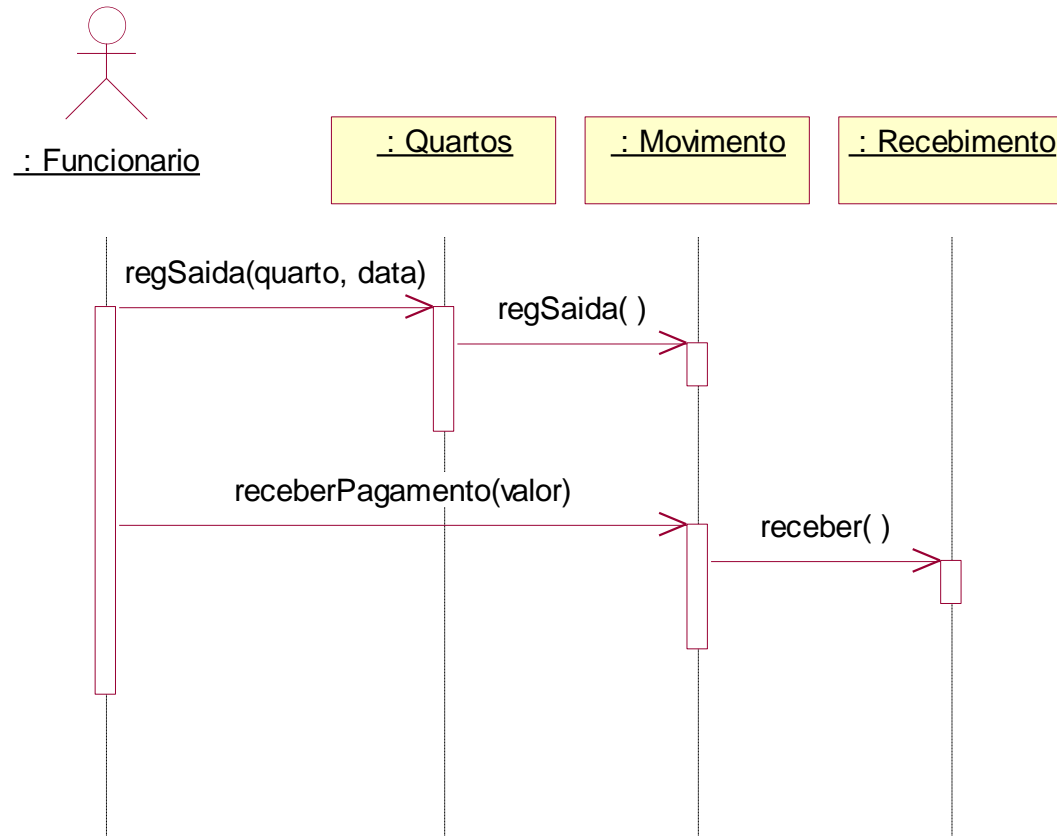 : Funcionario
: Quartos
: Movimento
: Recebimento
regSaida(quarto, data)
regSaida( )
receberPagamento(valor)
receber( )